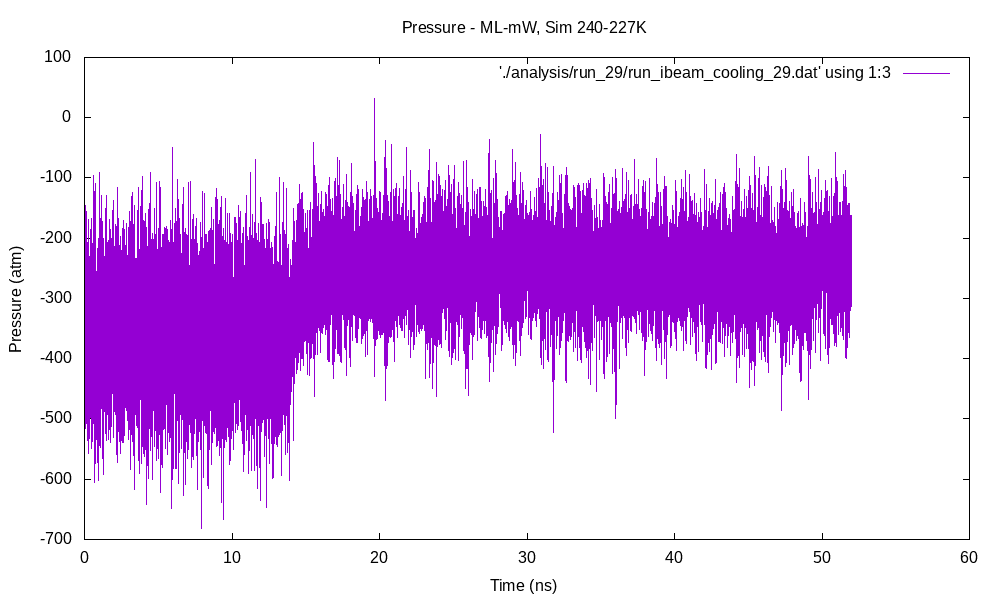 Pressure - ML-mW, Sim 240-227K
'./analysis/run_29/run_ibeam_cooling_29.dat' using 1:3
100
0
-100
-200
-300
-400
-500
-600
-700
Pressure (atm)
0 10 20 30 40 50 60
Time (ns)